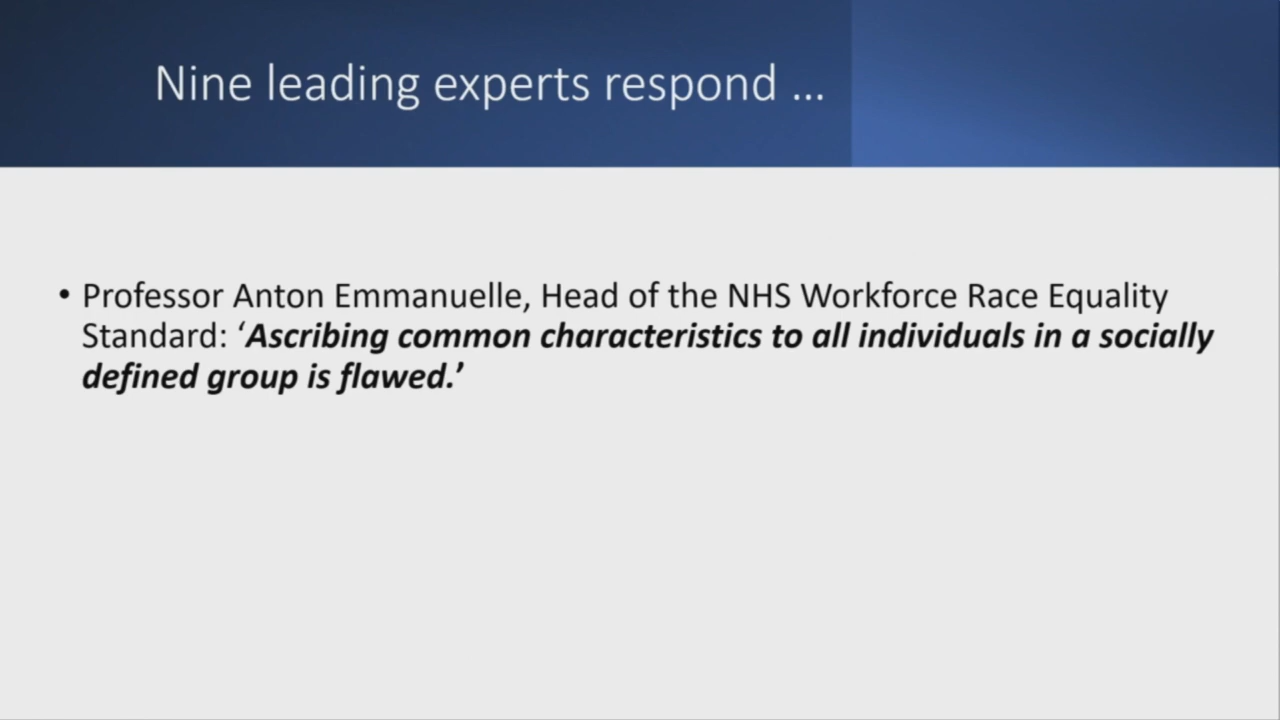 Nine leading experts respond ...
• Professor Anton Emmanuelle, Head of the NHS Workforce Race Equality
Standard: ‘Ascribing common characteristics to all individuals in a socially
defined group is flawed.’